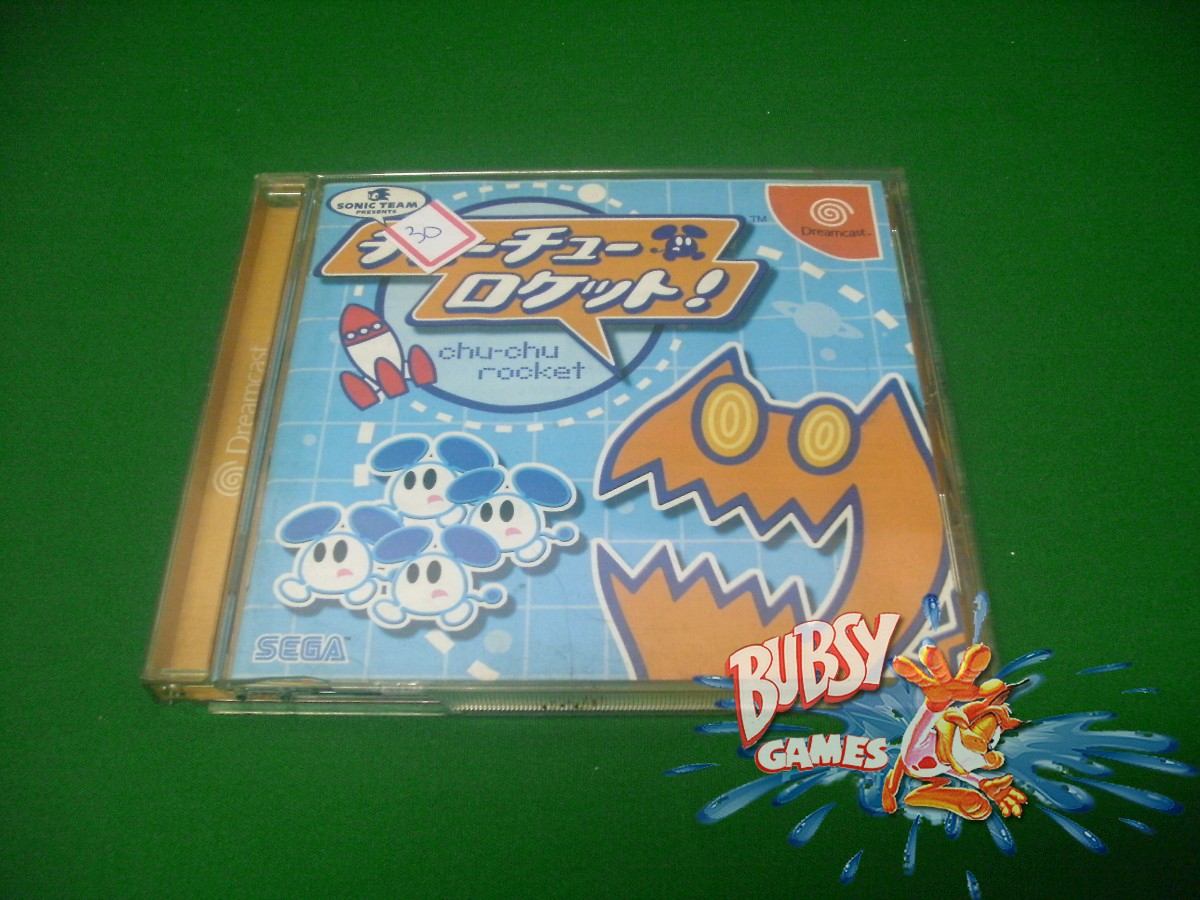 SONIC TEAM
PRESENTS
30
チューチュー
ロケット!
TM
chu-chu
rocket
Dreamcast
Dreamcast
SEGA
BUBSY
GAMES